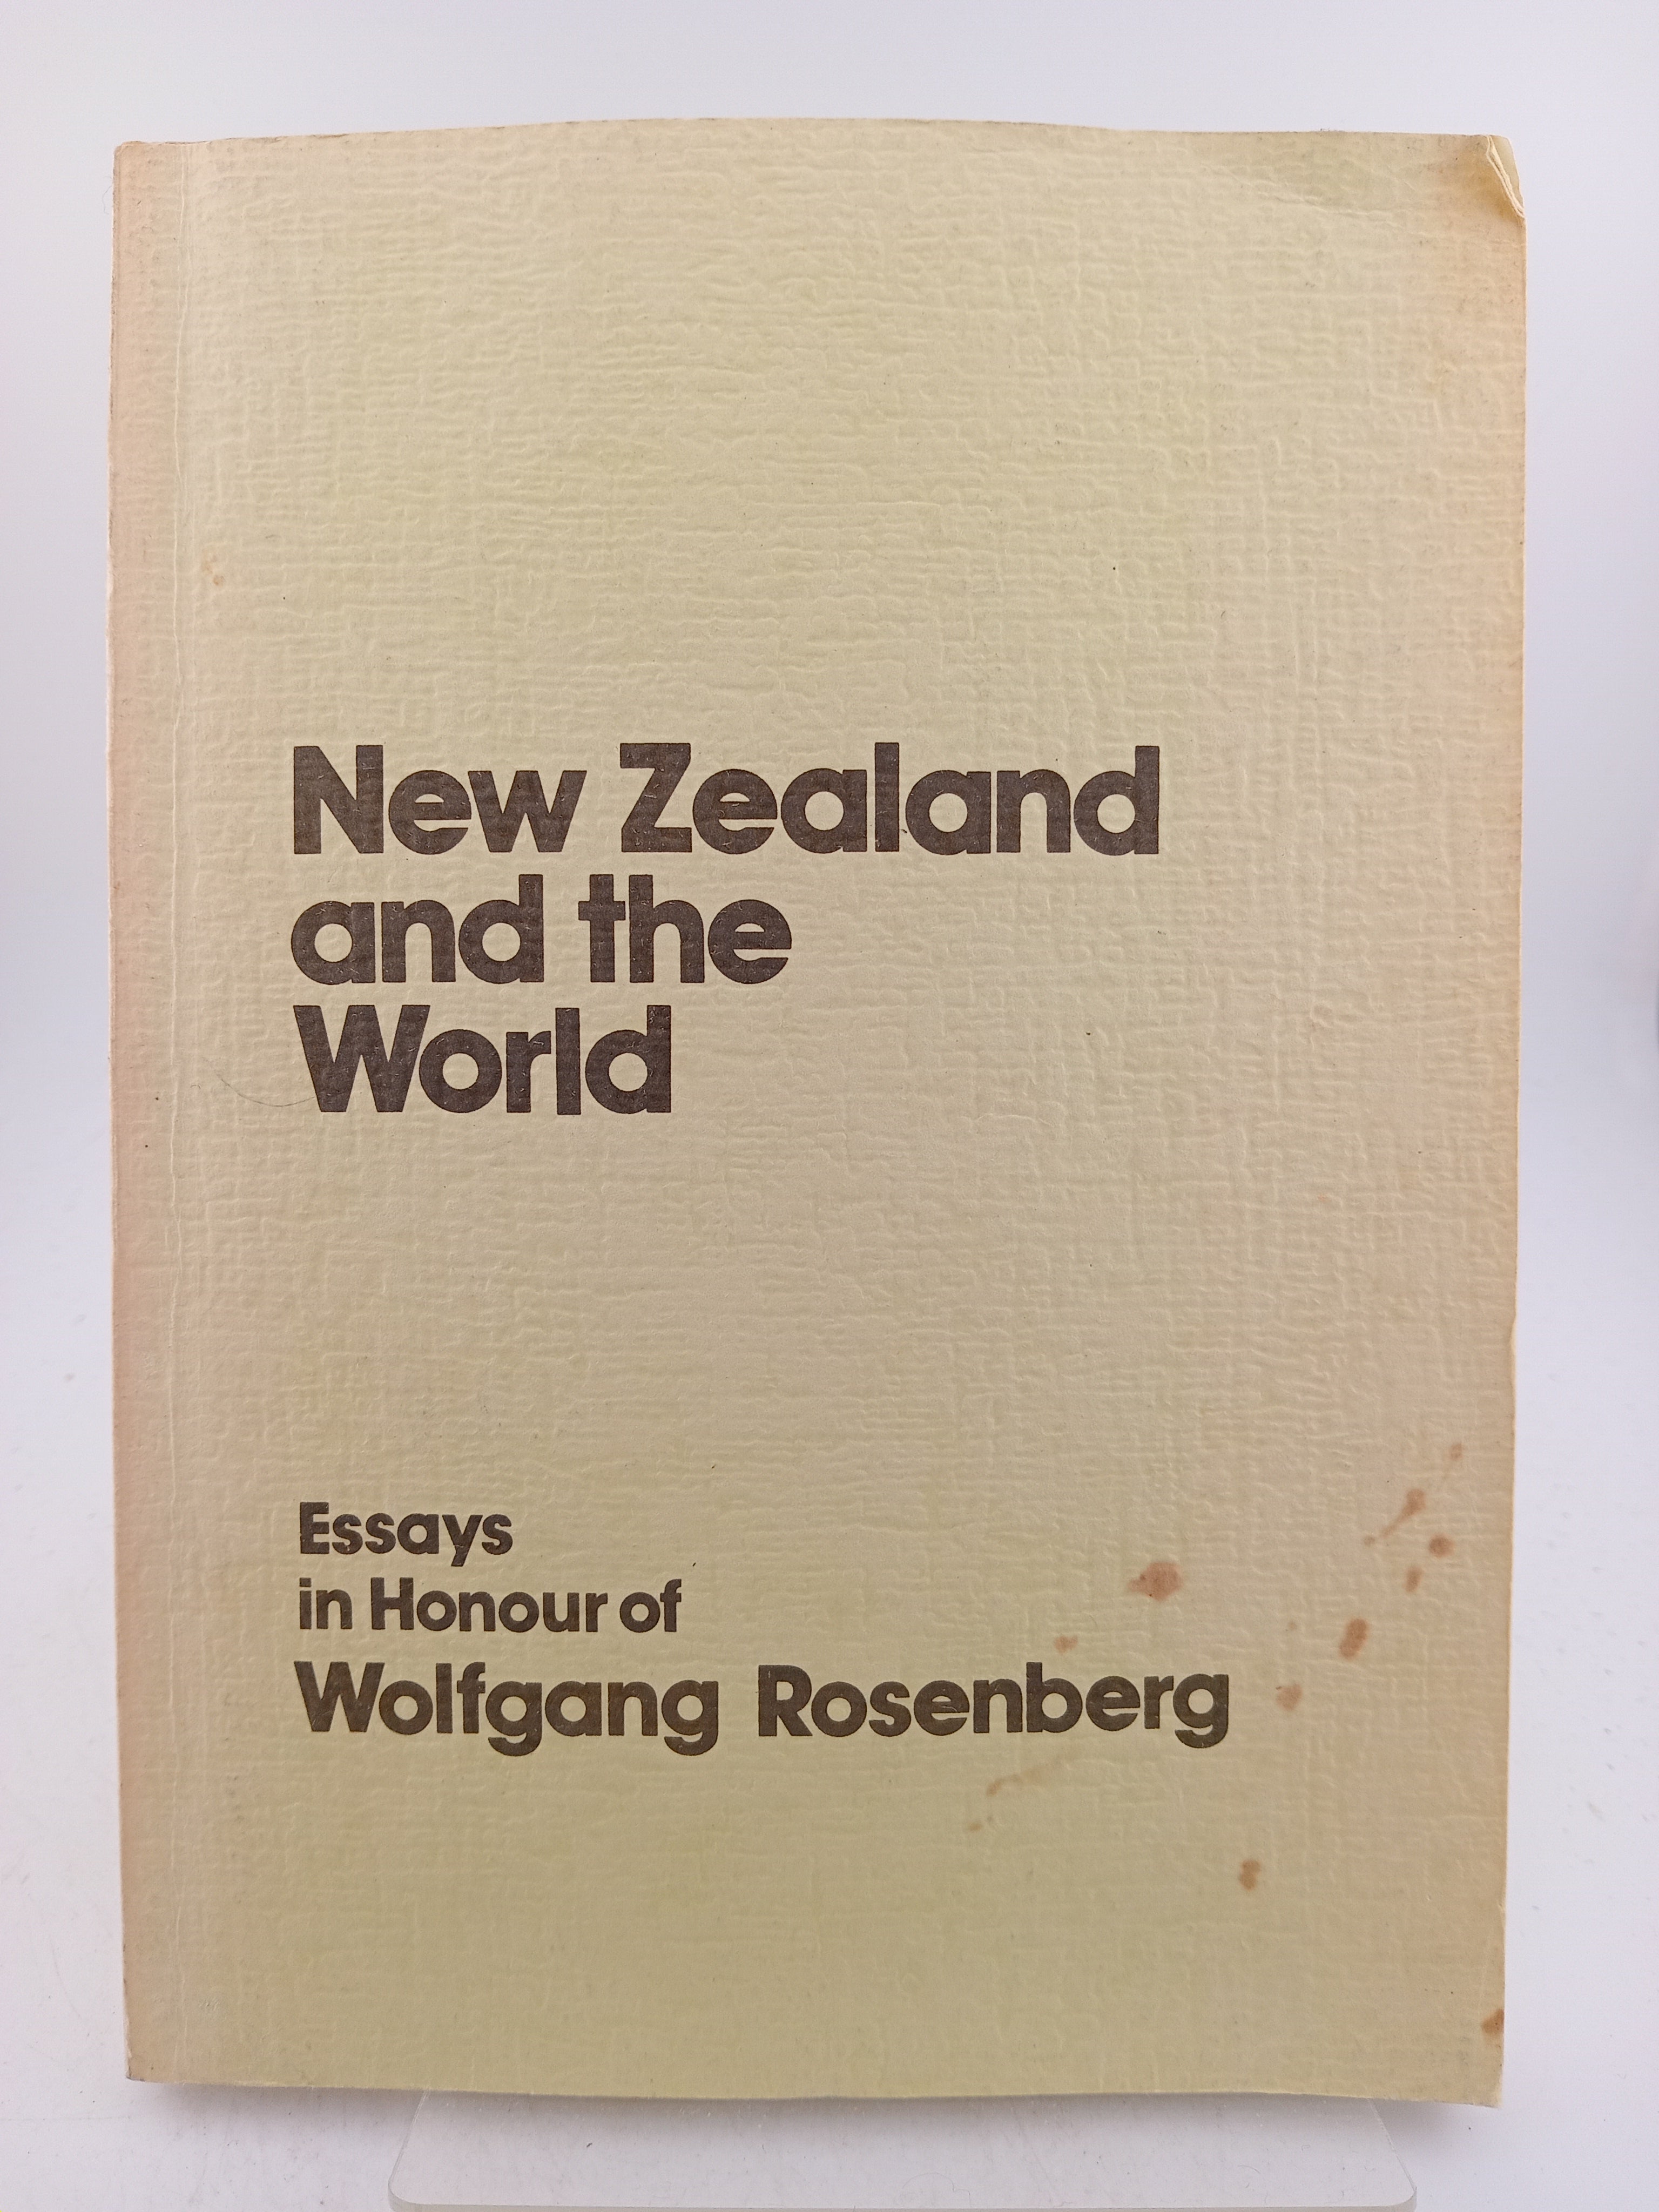 New Zealand
and the
World
Essays
in Honour of
Wolfgang Rosenberg